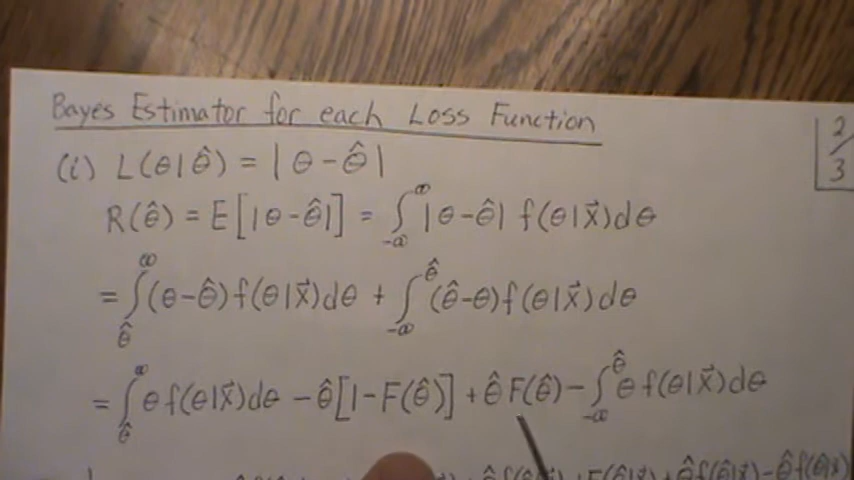 Bayes Estimator for each Loss Function
2/3
(i) L(θ|θ̂) = |θ-θ̂|
R(θ̂) = E[|θ-θ̂|] = ∫_{-∞}^{∞} |θ-θ̂| f(θ|x⃗)dθ
= ∫_{θ̂}^{∞} (θ-θ̂)f(θ|x⃗)dθ + ∫_{-∞}^{θ̂} (θ̂-θ)f(θ|x⃗)dθ
= ∫_{θ̂}^{∞} θ f(θ|x⃗)dθ - θ̂[1-F(θ̂)] + θ̂ F(θ̂) - ∫_{-∞}^{θ̂} θ f(θ|x⃗)dθ